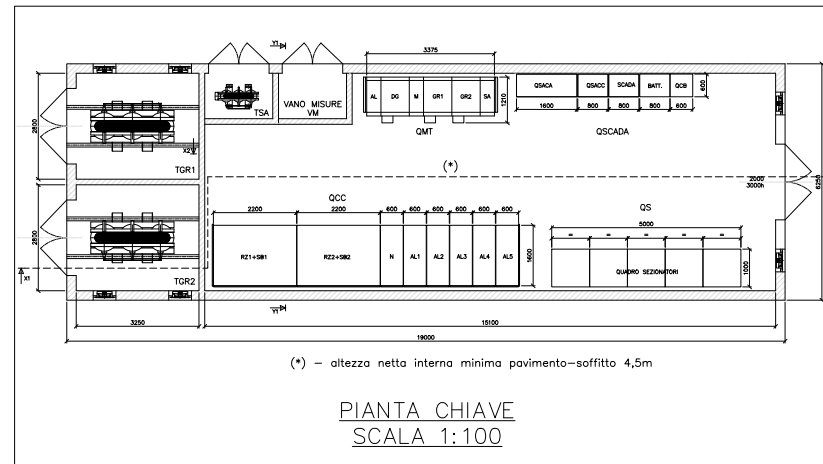 3375
Y1
QSACA
QSACC
SCADA
BATT.
QCB
600
AL
DG
M
GR1
GR2
SA
1210
VANO MISURE
VM
TSA
1600
800
800
800
600
QMT
QSCADA
2800
X2
TGR1
(*)
2000
3000h
6250
QCC
QS
2200
2200
600
600
600
600
600
600
5000
=
=
=
=
=
2800
RZ1+SB1
RZ2+SB2
N
AL1
AL2
AL3
AL4
AL5
1600
QUADRO SEZIONATORI
1000
X1
TGR2
Y1
3250
15100
19000
(*) – altezza netta interna minima pavimento–soffitto 4,5m
PIANTA CHIAVE
SCALA 1:100